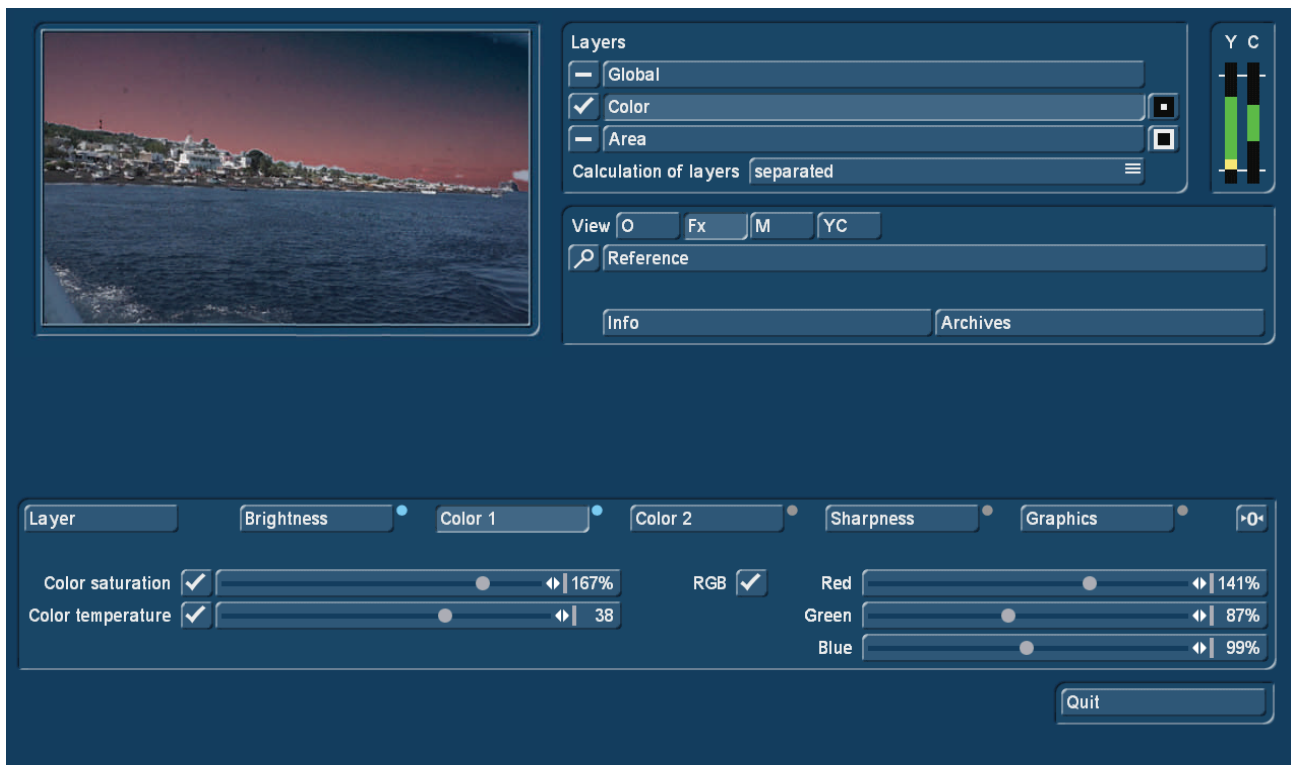 Layers
Global
Color
Area
Calculation of layers separated
Y C
View O Fx M YC
Reference
Info Archives
Layer Brightness Color 1 Color 2 Sharpness Graphics 0
Color saturation 167% RGB Red 141%
Color temperature 38 Green 87%
Blue 99%
Quit